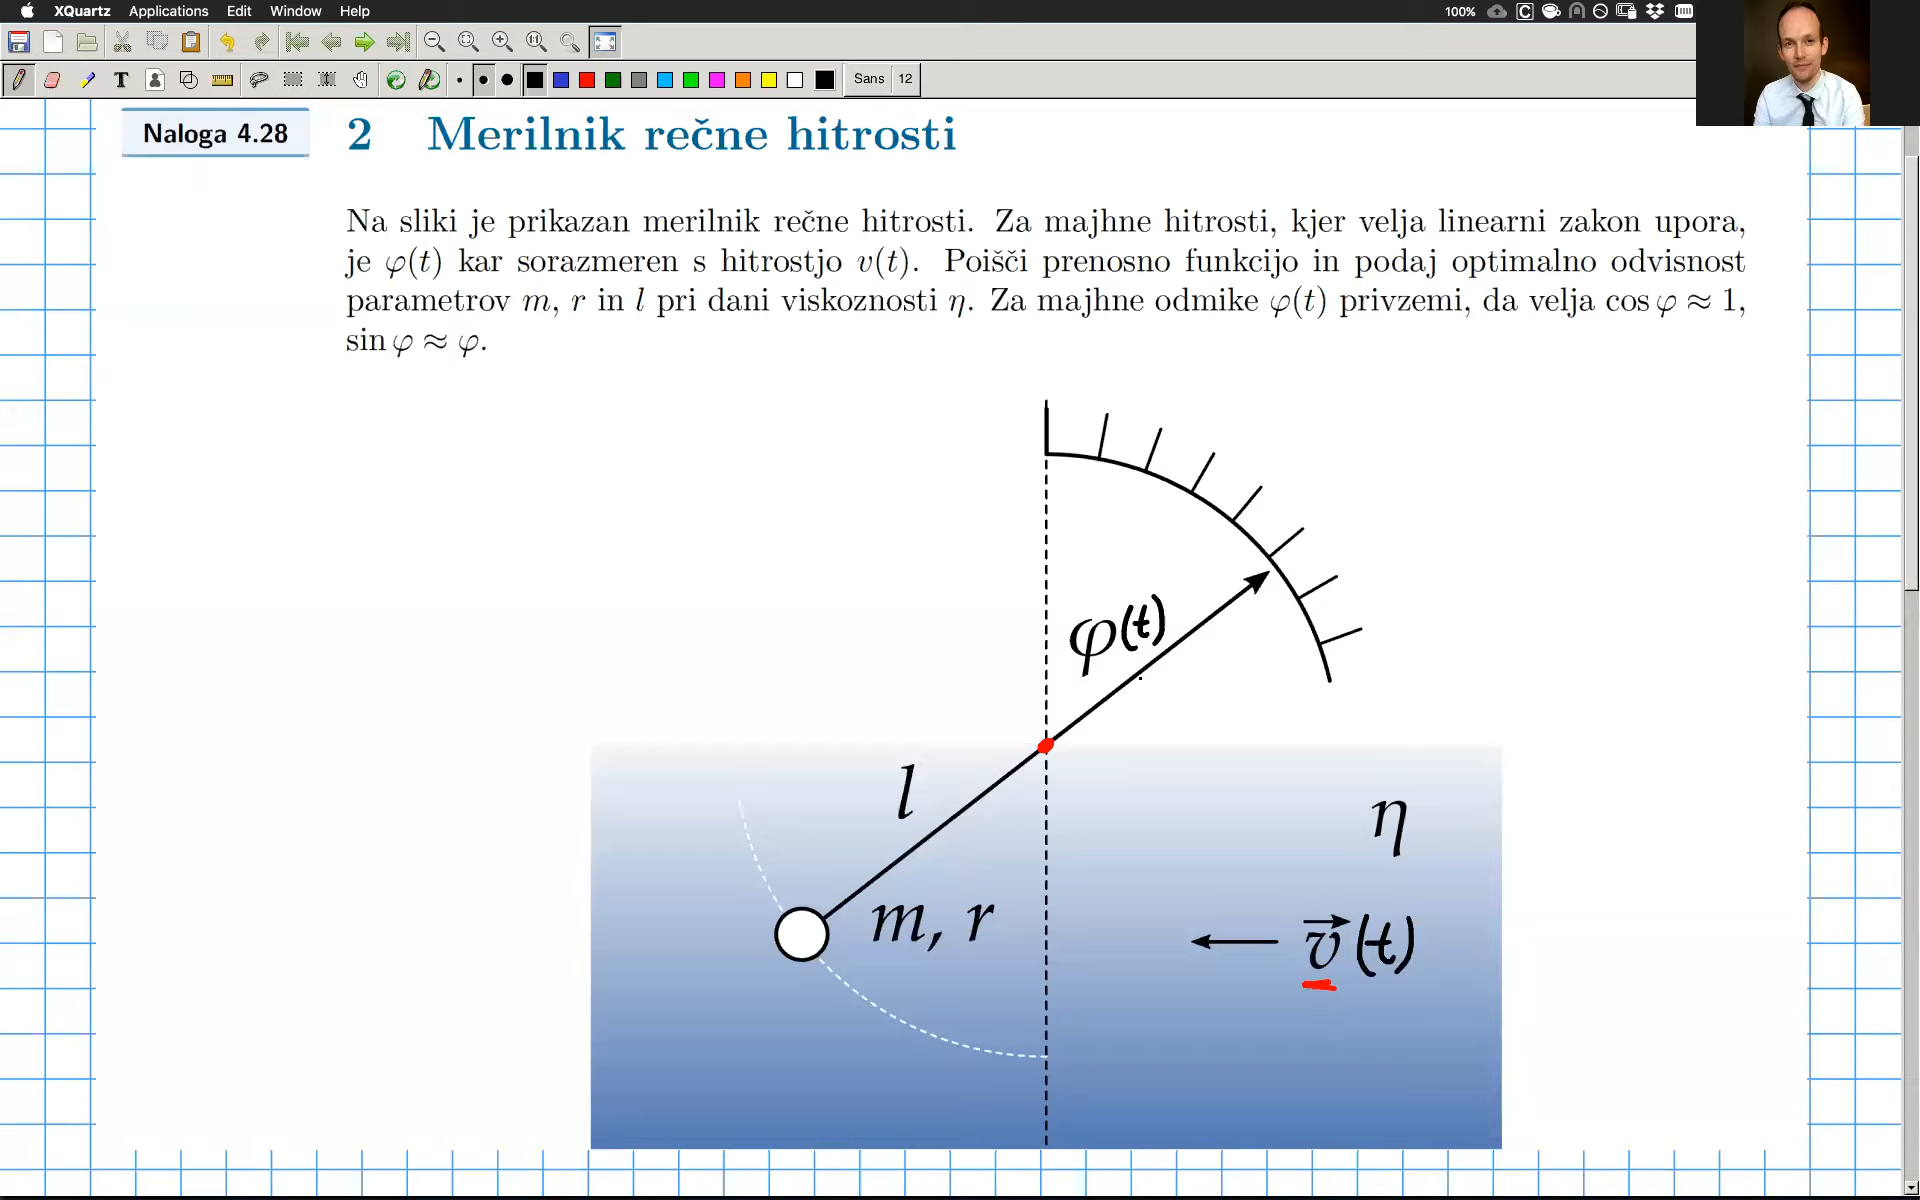 XQuartz Applications Edit Window Help
100%
Sans 12
Naloga 4.28
2 Merilnik rečne hitrosti
Na sliki je prikazan merilnik rečne hitrosti. Za majhne hitrosti, kjer velja linearni zakon upora,
je φ(t) kar sorazmeren s hitrostjo v(t). Poišči prenosno funkcijo in podaj optimalno odvisnost
parametrov m, r in l pri dani viskoznosti η. Za majhne odmike φ(t) privzemi, da velja cos φ ≈ 1,
sin φ ≈ φ.
φ(t)
l
η
m, r
v⃗(t)